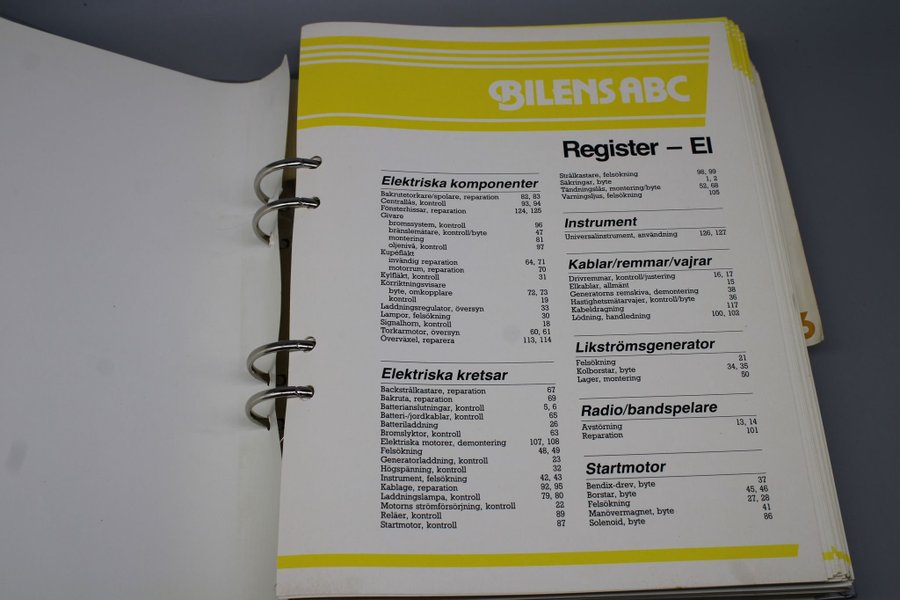 BILENS ABC
Register – El
Elektriska komponenter
Bakrutetorkare/spolare, reparation 82, 83
Centrallås, kontroll 93, 94
Fönsterhissar, reparation 124, 125
Givare
bromssystem, kontroll 96
bränslemätare, kontroll/byte 47
montering 81
oljenivå, kontroll 97
Kupéfläkt
invändig reparation 64, 71
motorrum, reparation 70
Kylfläkt, kontroll 31
Körriktningsvisare
byte, omkopplare 72, 73
kontroll 19
Laddningsregulator, översyn 33
Lampor, felsökning 30
Signalhorn, kontroll 18
Torkarmotor, översyn 60, 61
Överväxel, reparera 113, 114
Elektriska kretsar
Backstrålkastare, reparation 67
Bakruta, reparation 69
Batterianslutningar, kontroll 5, 6
Batteri-/jordkablar, kontroll 65
Batteriladdning 26
Bromslyktor, kontroll 63
Elektriska motorer, demontering 107, 108
Felsökning 48, 49
Generatorladdning, kontroll 23
Högspänning, kontroll 32
Instrument, felsökning 42, 43
Kablage, reparation 92, 95
Laddningslampa, kontroll 79, 80
Motorns strömförsörjning, kontroll 22
Reläer, kontroll 89
Startmotor, kontroll 87
Strålkastare, felsökning 98, 99
Säkringar, byte 1, 2
Tändningslås, montering/byte 52, 68
Varningsljus, felsökning 105
Instrument
Universalinstrument, användning 126, 127
Kablar/remmar/vajrar
Drivremmar, kontroll/justering 16, 17
Elkablar, allmänt 15
Generatorns remskiva, demontering 38
Hastighetsmätarvajer, kontroll/byte 36
Kabeldragning 117
Lödning, handledning 100, 102
Likströmsgenerator
Felsökning 21
Kolborstar, byte 34, 35
Lager, montering 50
Radio/bandspelare
Avstörning 13, 14
Reparation 101
Startmotor
Bendix-drev, byte 37
Borstar, byte 45, 46
Felsökning 27, 28
Manövermagnet, byte 41
Solenoid, byte 86
6